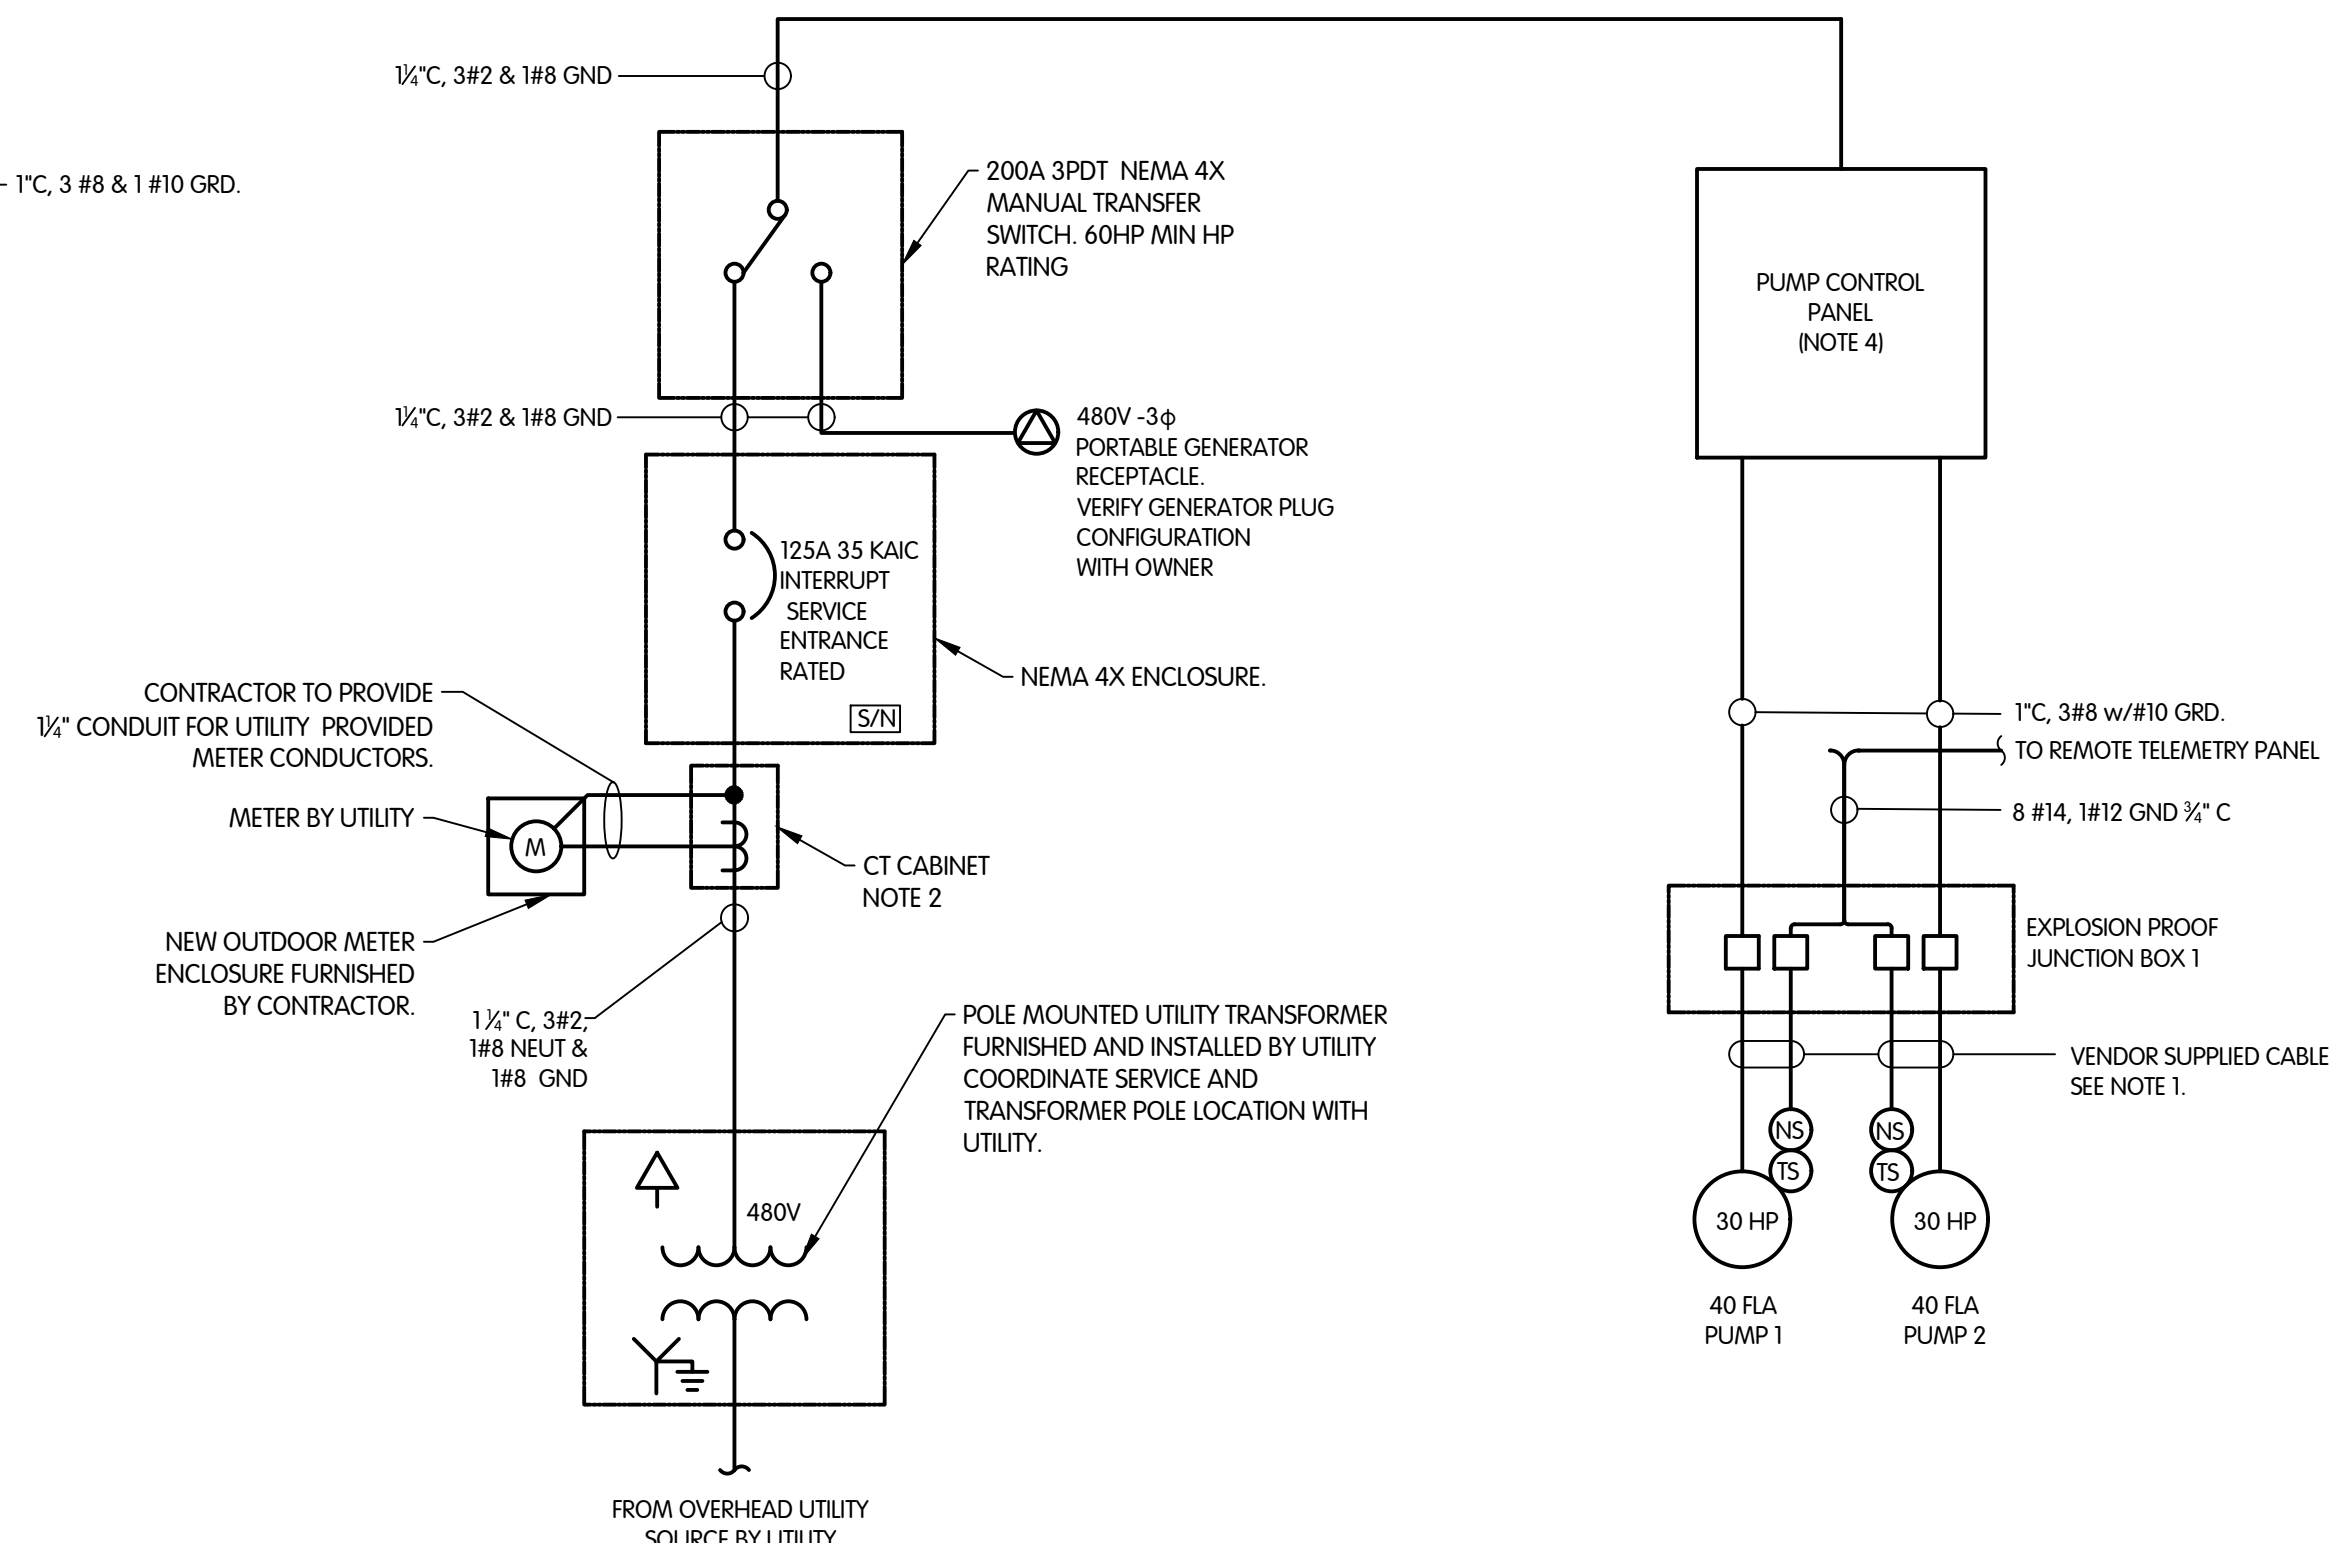 1¼"C, 3#2 & 1#8 GND
1"C, 3 #8 & 1 #10 GRD.
200A 3PDT NEMA 4X
MANUAL TRANSFER
SWITCH. 60HP MIN HP
RATING
PUMP CONTROL
PANEL
(NOTE 4)
1¼"C, 3#2 & 1#8 GND
480V -3ϕ
PORTABLE GENERATOR
RECEPTACLE.
VERIFY GENERATOR PLUG
CONFIGURATION
WITH OWNER
125A 35 KAIC
INTERRUPT
SERVICE
ENTRANCE
RATED
S/N
NEMA 4X ENCLOSURE.
CONTRACTOR TO PROVIDE
1¼" CONDUIT FOR UTILITY PROVIDED
METER CONDUCTORS.
METER BY UTILITY
M
CT CABINET
NOTE 2
NEW OUTDOOR METER
ENCLOSURE FURNISHED
BY CONTRACTOR.
1 ¼" C, 3#2,
1#8 NEUT &
1#8 GND
POLE MOUNTED UTILITY TRANSFORMER
FURNISHED AND INSTALLED BY UTILITY
COORDINATE SERVICE AND
TRANSFORMER POLE LOCATION WITH
UTILITY.
480V
FROM OVERHEAD UTILITY
SOURCE BY UTILITY
1"C, 3#8 w/#10 GRD.
TO REMOTE TELEMETRY PANEL
8 #14, 1#12 GND ¾" C
EXPLOSION PROOF
JUNCTION BOX 1
VENDOR SUPPLIED CABLE
SEE NOTE 1.
NS
NS
TS
TS
30 HP
30 HP
40 FLA
PUMP 1
40 FLA
PUMP 2